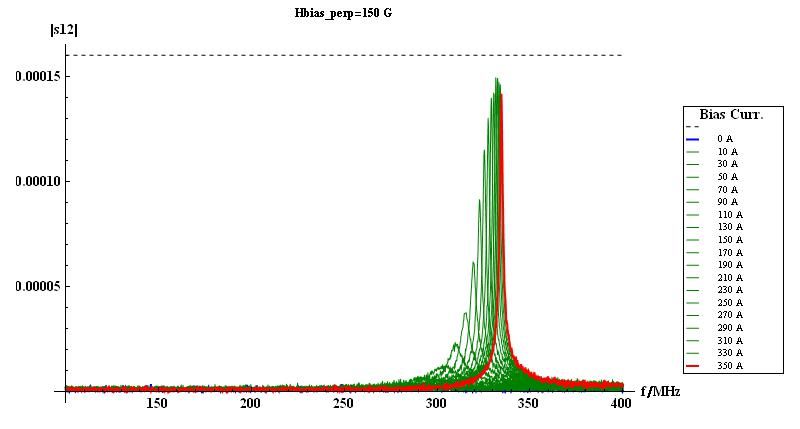 Hbias_perp=150 G
|s12|
0.00015
0.00010
0.00005
150 200 250 300 350 400 f/MHz
Bias Curr.
0 A
10 A
30 A
50 A
70 A
90 A
110 A
130 A
150 A
170 A
190 A
210 A
230 A
250 A
270 A
290 A
310 A
330 A
350 A